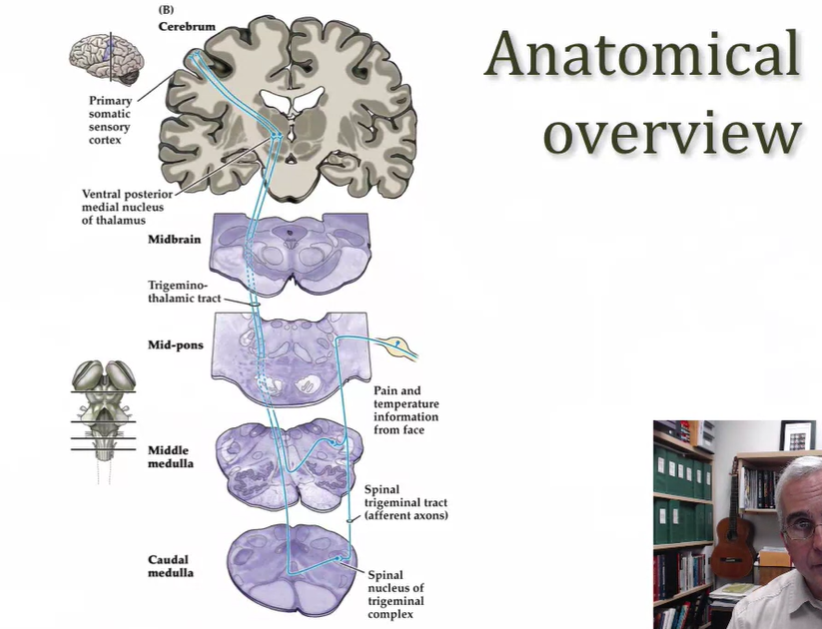 (B)
Cerebrum
Anatomical
overview
Primary
somatic
sensory
cortex
Ventral posterior
medial nucleus
of thalamus
Midbrain
Trigemino-
thalamic tract
Mid-pons
Pain and
temperature
information
from face
Middle
medulla
Spinal
trigeminal tract
(afferent axons)
Caudal
medulla
Spinal
nucleus of
trigeminal
complex